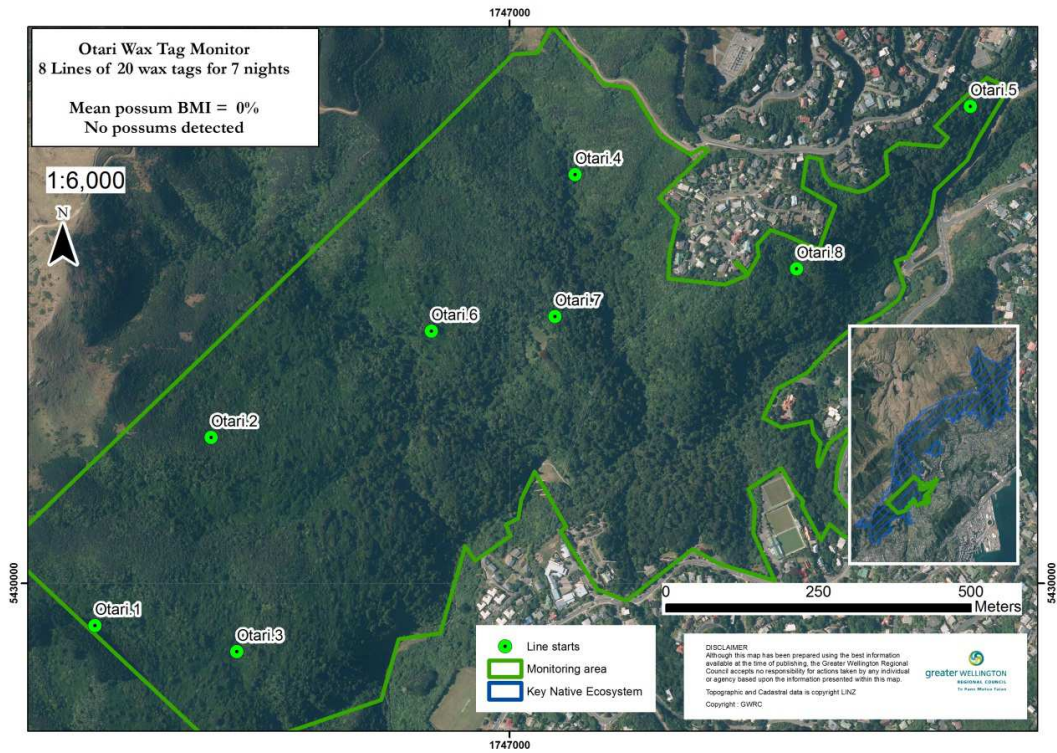 1747000
Otari Wax Tag Monitor
8 Lines of 20 wax tags for 7 nights
Mean possum BMI = 0%
No possums detected
1:6,000
N
Otari.5
Otari.4
Otari.8
Otari.7
Otari.6
Otari.2
5430000
5430000
0 250 500
Meters
Otari.1
Otari.3
Line starts
Monitoring area
Key Native Ecosystem
DISCLAIMER
Although this map has been prepared using the best information
available at the time of publishing, the Greater Wellington Regional
Council accepts no responsibility for actions taken by any individual
or agency based upon the information presented within this map.
Topographic and Cadastral data is copyright LINZ
Copyright : GWRC
greater WELLINGTON
REGIONAL COUNCIL
Te Pane Matua Taiao
1747000